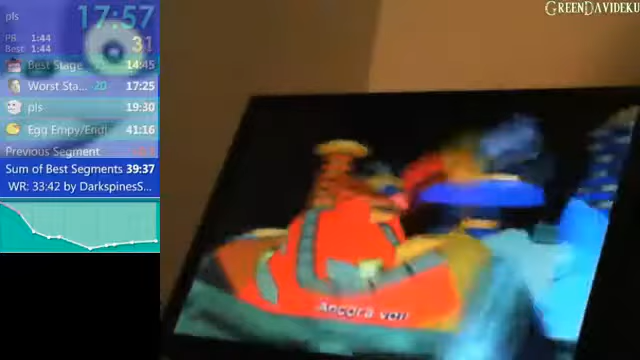 pls
17:57
GreenDavideku
PB 1:44
Best: 1:44
31
Best Stage 14:45
Worst Sta... -20 17:25
pls 19:30
Egg Empy/Endi 41:16
Previous Segment
Sum of Best Segments 39:37
WR: 33:42 by DarkspinesS...
Ancora voi!